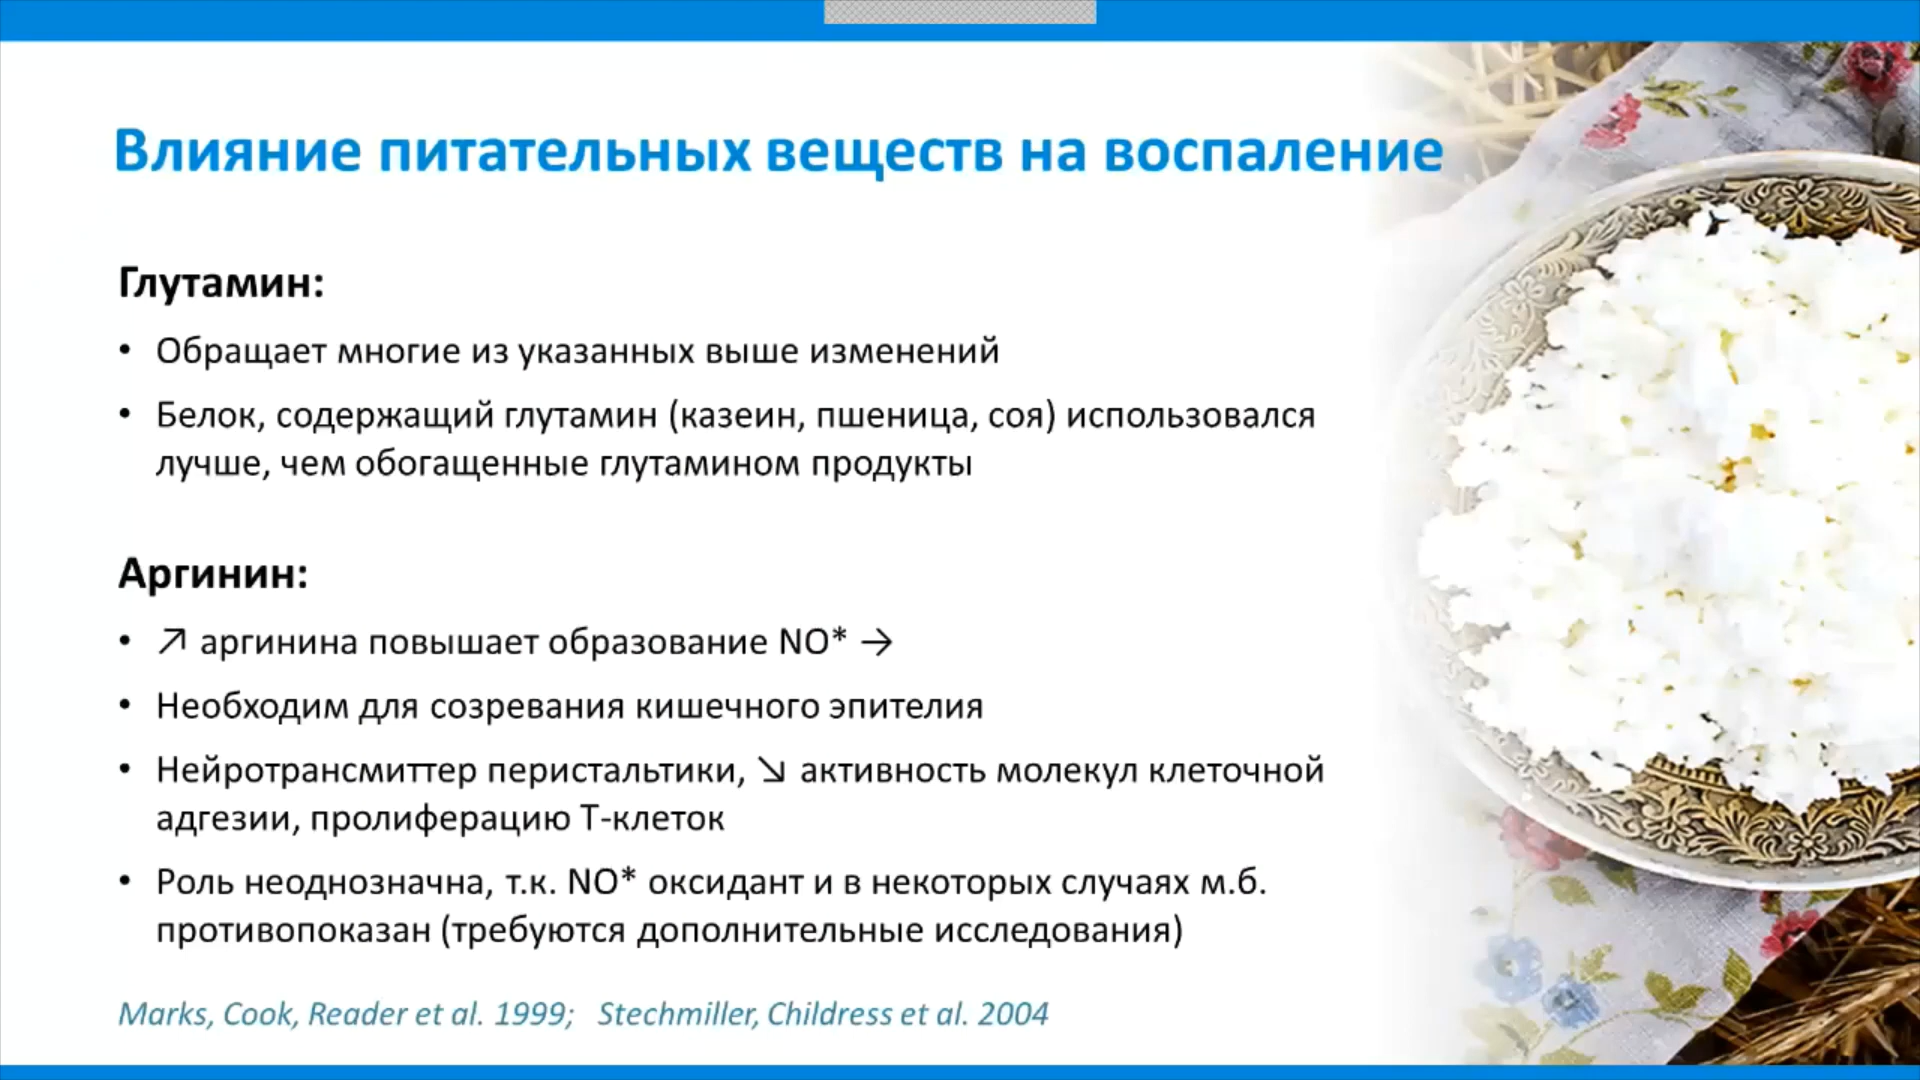 Влияние питательных веществ на воспаление
Глутамин:
• Обращает многие из указанных выше изменений
• Белок, содержащий глутамин (казеин, пшеница, соя) использовался
лучше, чем обогащенные глутамином продукты
Аргинин:
• ↗ аргинина повышает образование NO* →
• Необходим для созревания кишечного эпителия
• Нейротрансмиттер перистальтики, ↘ активность молекул клеточной
адгезии, пролиферацию Т-клеток
• Роль неоднозначна, т.к. NO* оксидант и в некоторых случаях м.б.
противопоказан (требуются дополнительные исследования)
Marks, Cook, Reader et al. 1999; Stechmiller, Childress et al. 2004